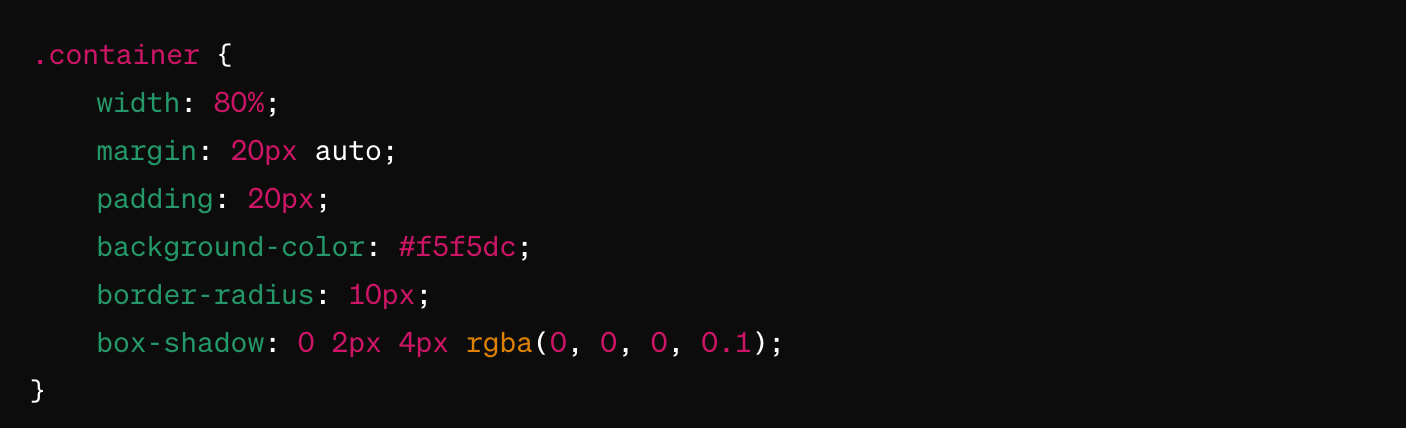 .container {
    width: 80%;
    margin: 20px auto;
    padding: 20px;
    background-color: #f5f5dc;
    border-radius: 10px;
    box-shadow: 0 2px 4px rgba(0, 0, 0, 0.1);
}